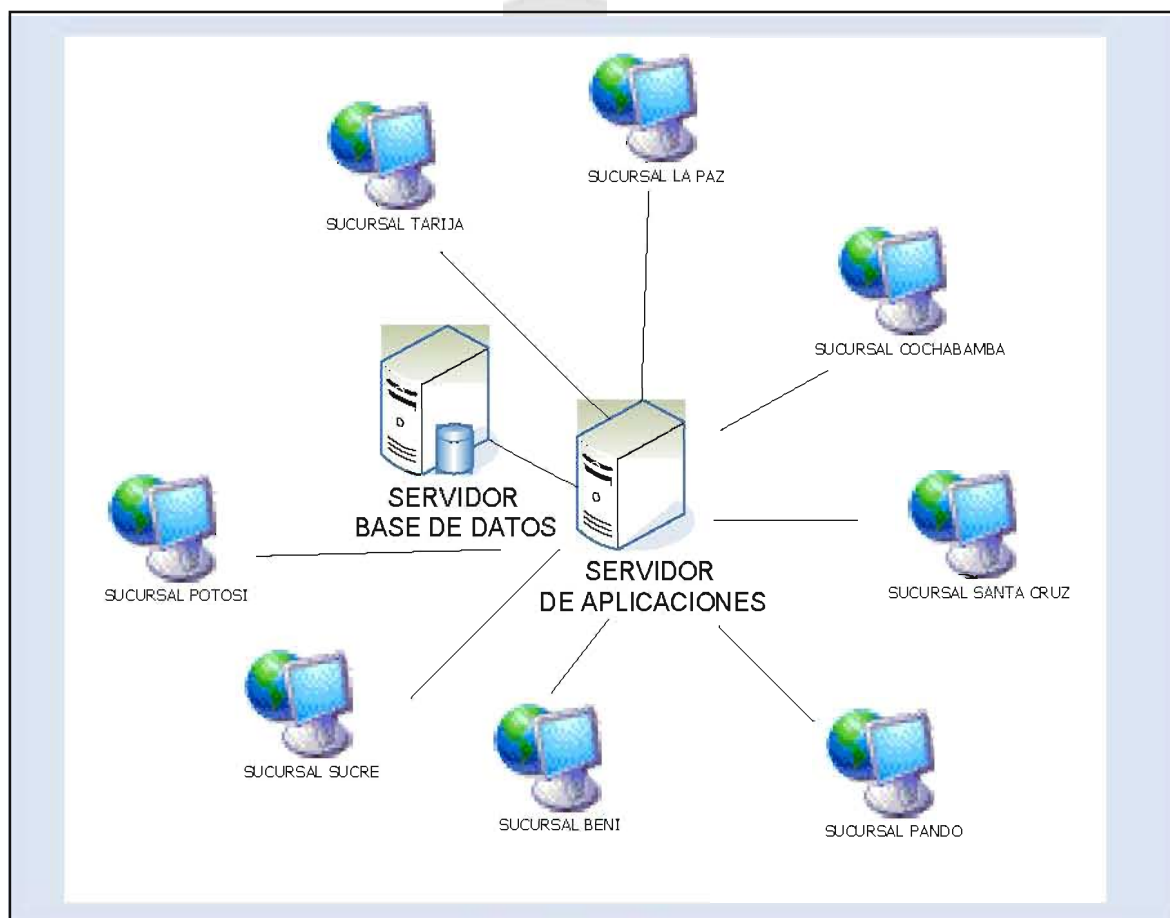 SUCURSAL LA PAZ
SUCURSAL TARIJA
SUCURSAL COCHABAMBA
SERVIDOR
BASE DE DATOS
SERVIDOR
DE APLICACIONES
SUCURSAL POTOSI
SUCURSAL SANTA CRUZ
SUCURSAL SUCRE
SUCURSAL BENI
SUCURSAL PANDO